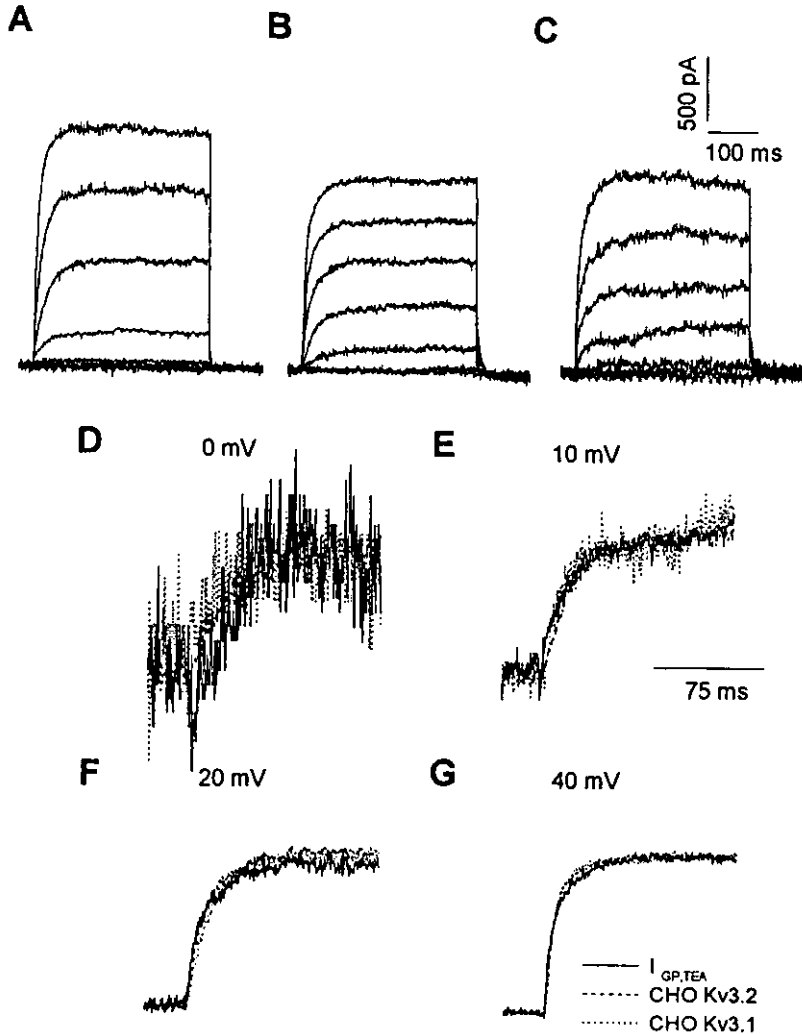 A
B
C
500 pA
100 ms
D
0 mV
E
10 mV
75 ms
F
20 mV
G
40 mV
I GP,TEA
CHO Kv3.2
CHO Kv3.1